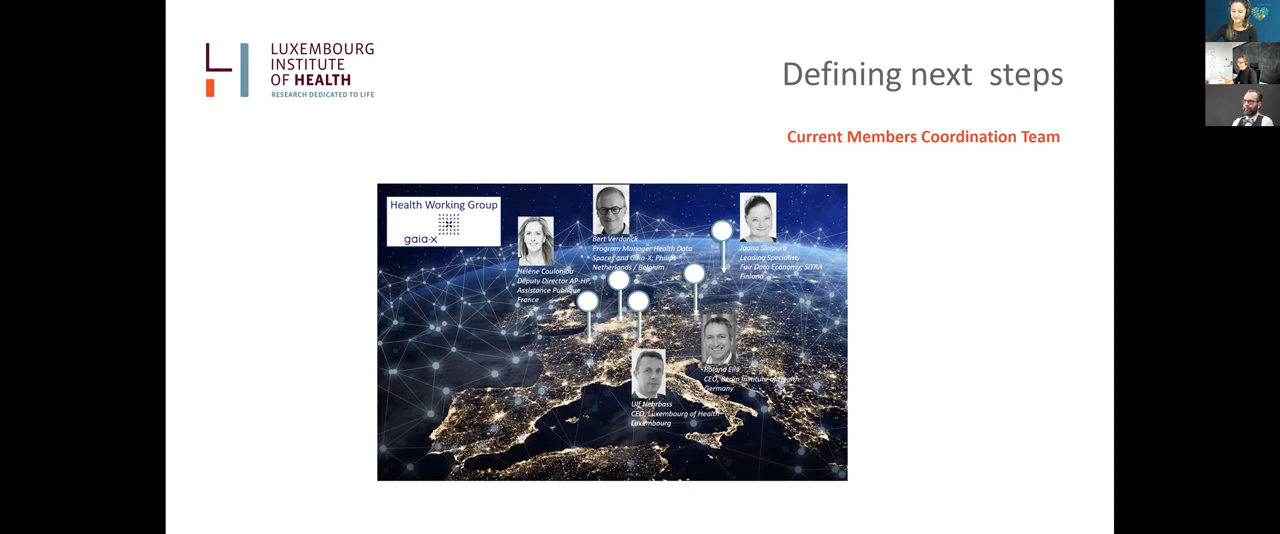 LUXEMBOURG
INSTITUTE
OF HEALTH
RESEARCH DEDICATED TO LIFE
Defining next steps
Current Members Coordination Team
Health Working Group
gaia-x
Hélène Coulonjou
Deputy Director AP-HP,
Assistance Publique
France
Bert Verdonck
Program Manager Health Data
Spaces and Gaia-X; Philips
Netherlands / Belgium
Jaana Sinipuro
Leading Specialist,
Fair Data Economy, SITRA
Finland
Roland Eils
CEO, Berlin Institute of Health
Germany
Ulf Nehrbass
CEO, Luxembourg of Health
Luxembourg